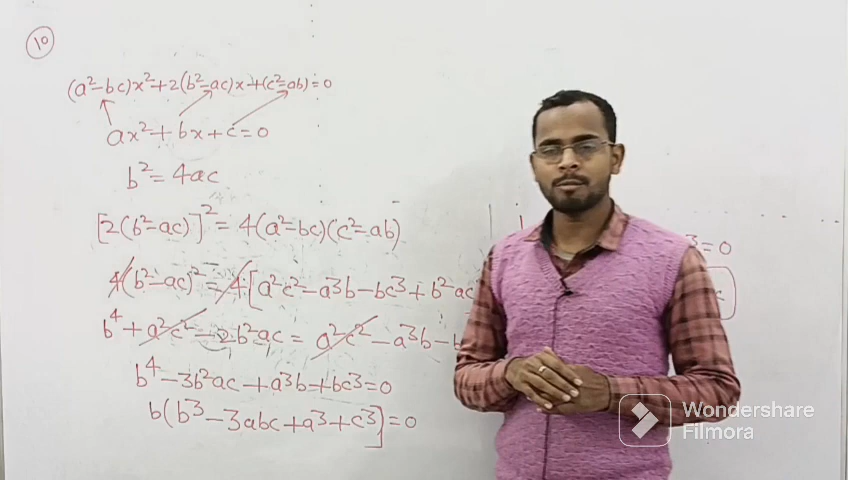 10
(a²-bc)x²+2(b²-ac)x+(c²-ab)=0
ax²+bx+c=0
b²=4ac
[2(b²-ac)]²=4(a²-bc)(c²-ab)
4(b²-ac)²=4[a²c²-a³b-bc³+b²ac
b⁴+a²c²-2b²ac=a²c²-a³b-b
b⁴-3b²ac+a³b+bc³=0
b(b³-3abc+a³+c³]=0
³=0
c
Wondershare
Filmora